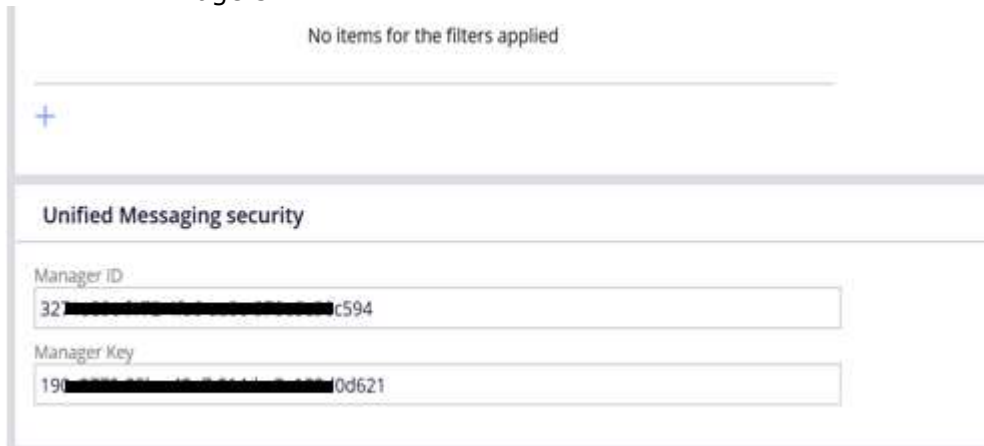 No items for the filters applied
+
Unified Messaging security
Manager ID
327 c594
Manager Key
190 0d621